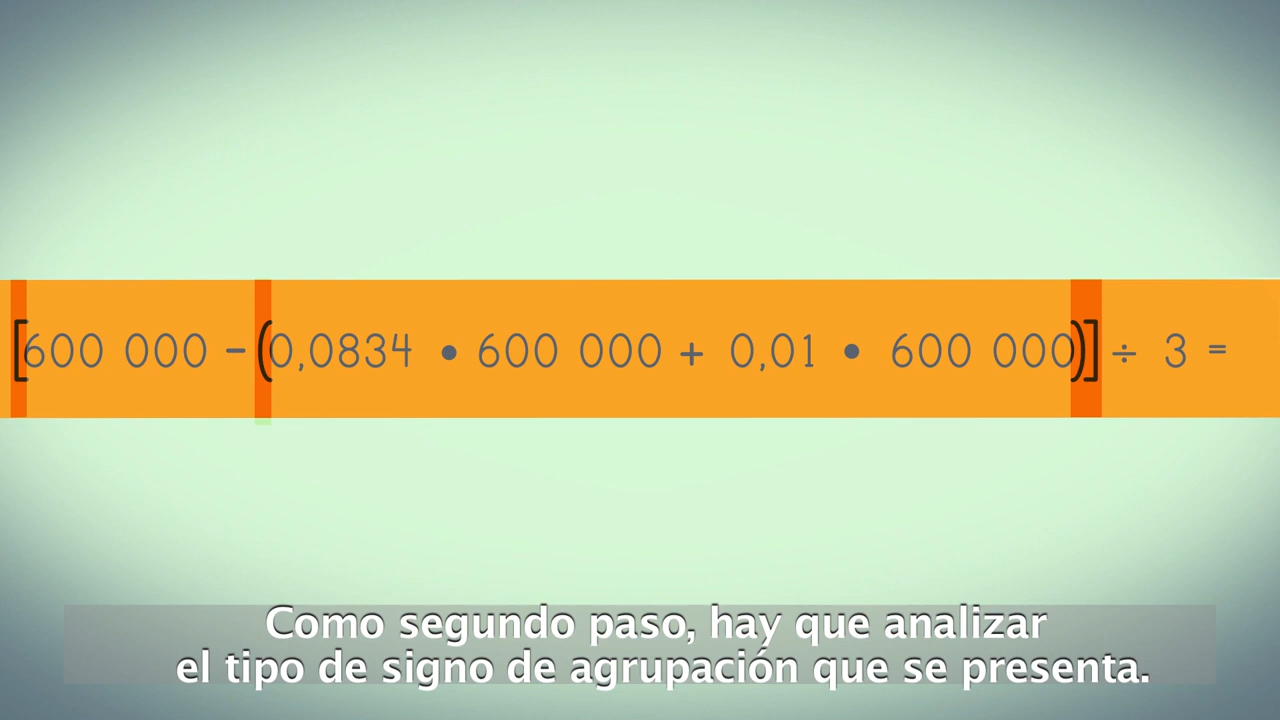 [600 000 – (0,0834 • 600 000 + 0,01 • 600 000)] ÷ 3 =
Como segundo paso, hay que analizar
el tipo de signo de agrupación que se presenta.